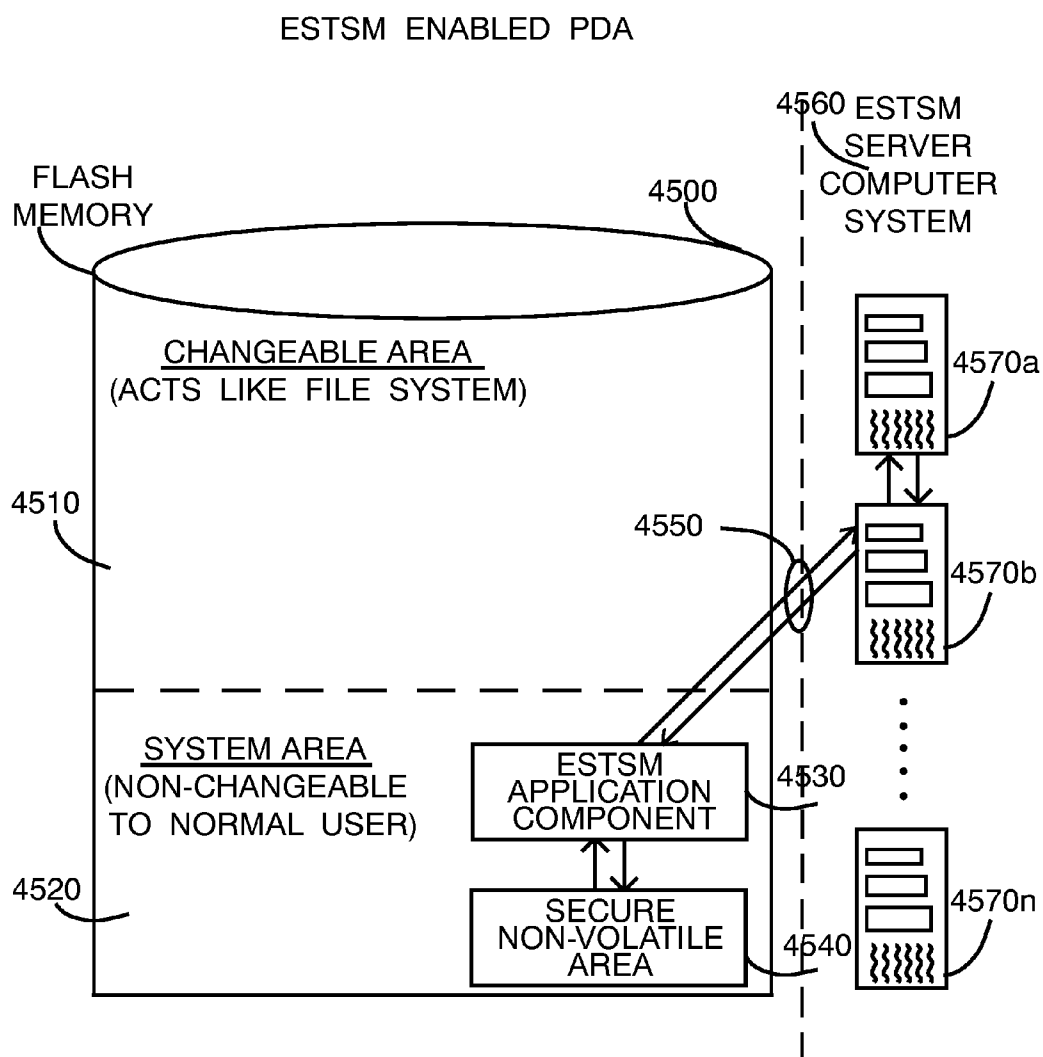 ESTSM ENABLED PDA
4560
ESTSM
SERVER
COMPUTER
SYSTEM
FLASH
MEMORY
4500
CHANGEABLE AREA
(ACTS LIKE FILE SYSTEM)
4570a
4510
4550
4570b
SYSTEM AREA
(NON-CHANGEABLE
TO NORMAL USER)
ESTSM
APPLICATION
COMPONENT
4530
4520
SECURE
NON-VOLATILE
AREA
4540
4570n